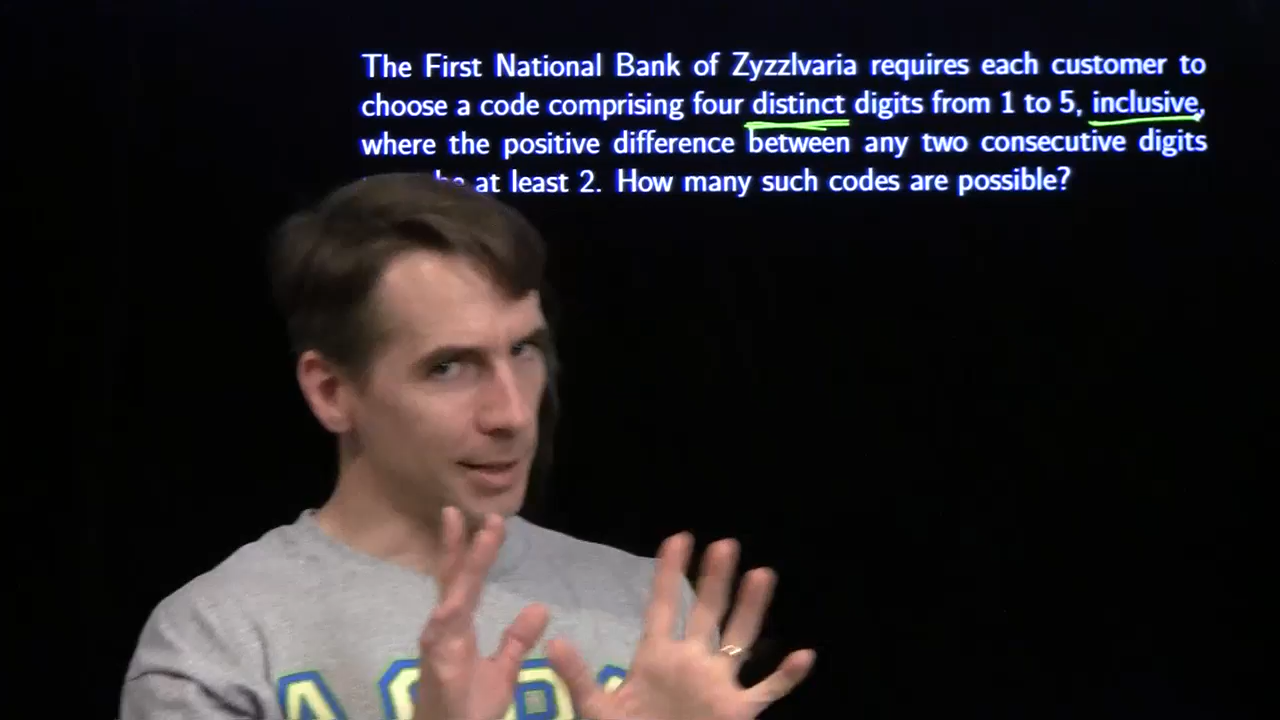 The First National Bank of Zyzzlvaria requires each customer to
choose a code comprising four distinct digits from 1 to 5, inclusive,
where the positive difference between any two consecutive digits
at least 2. How many such codes are possible?